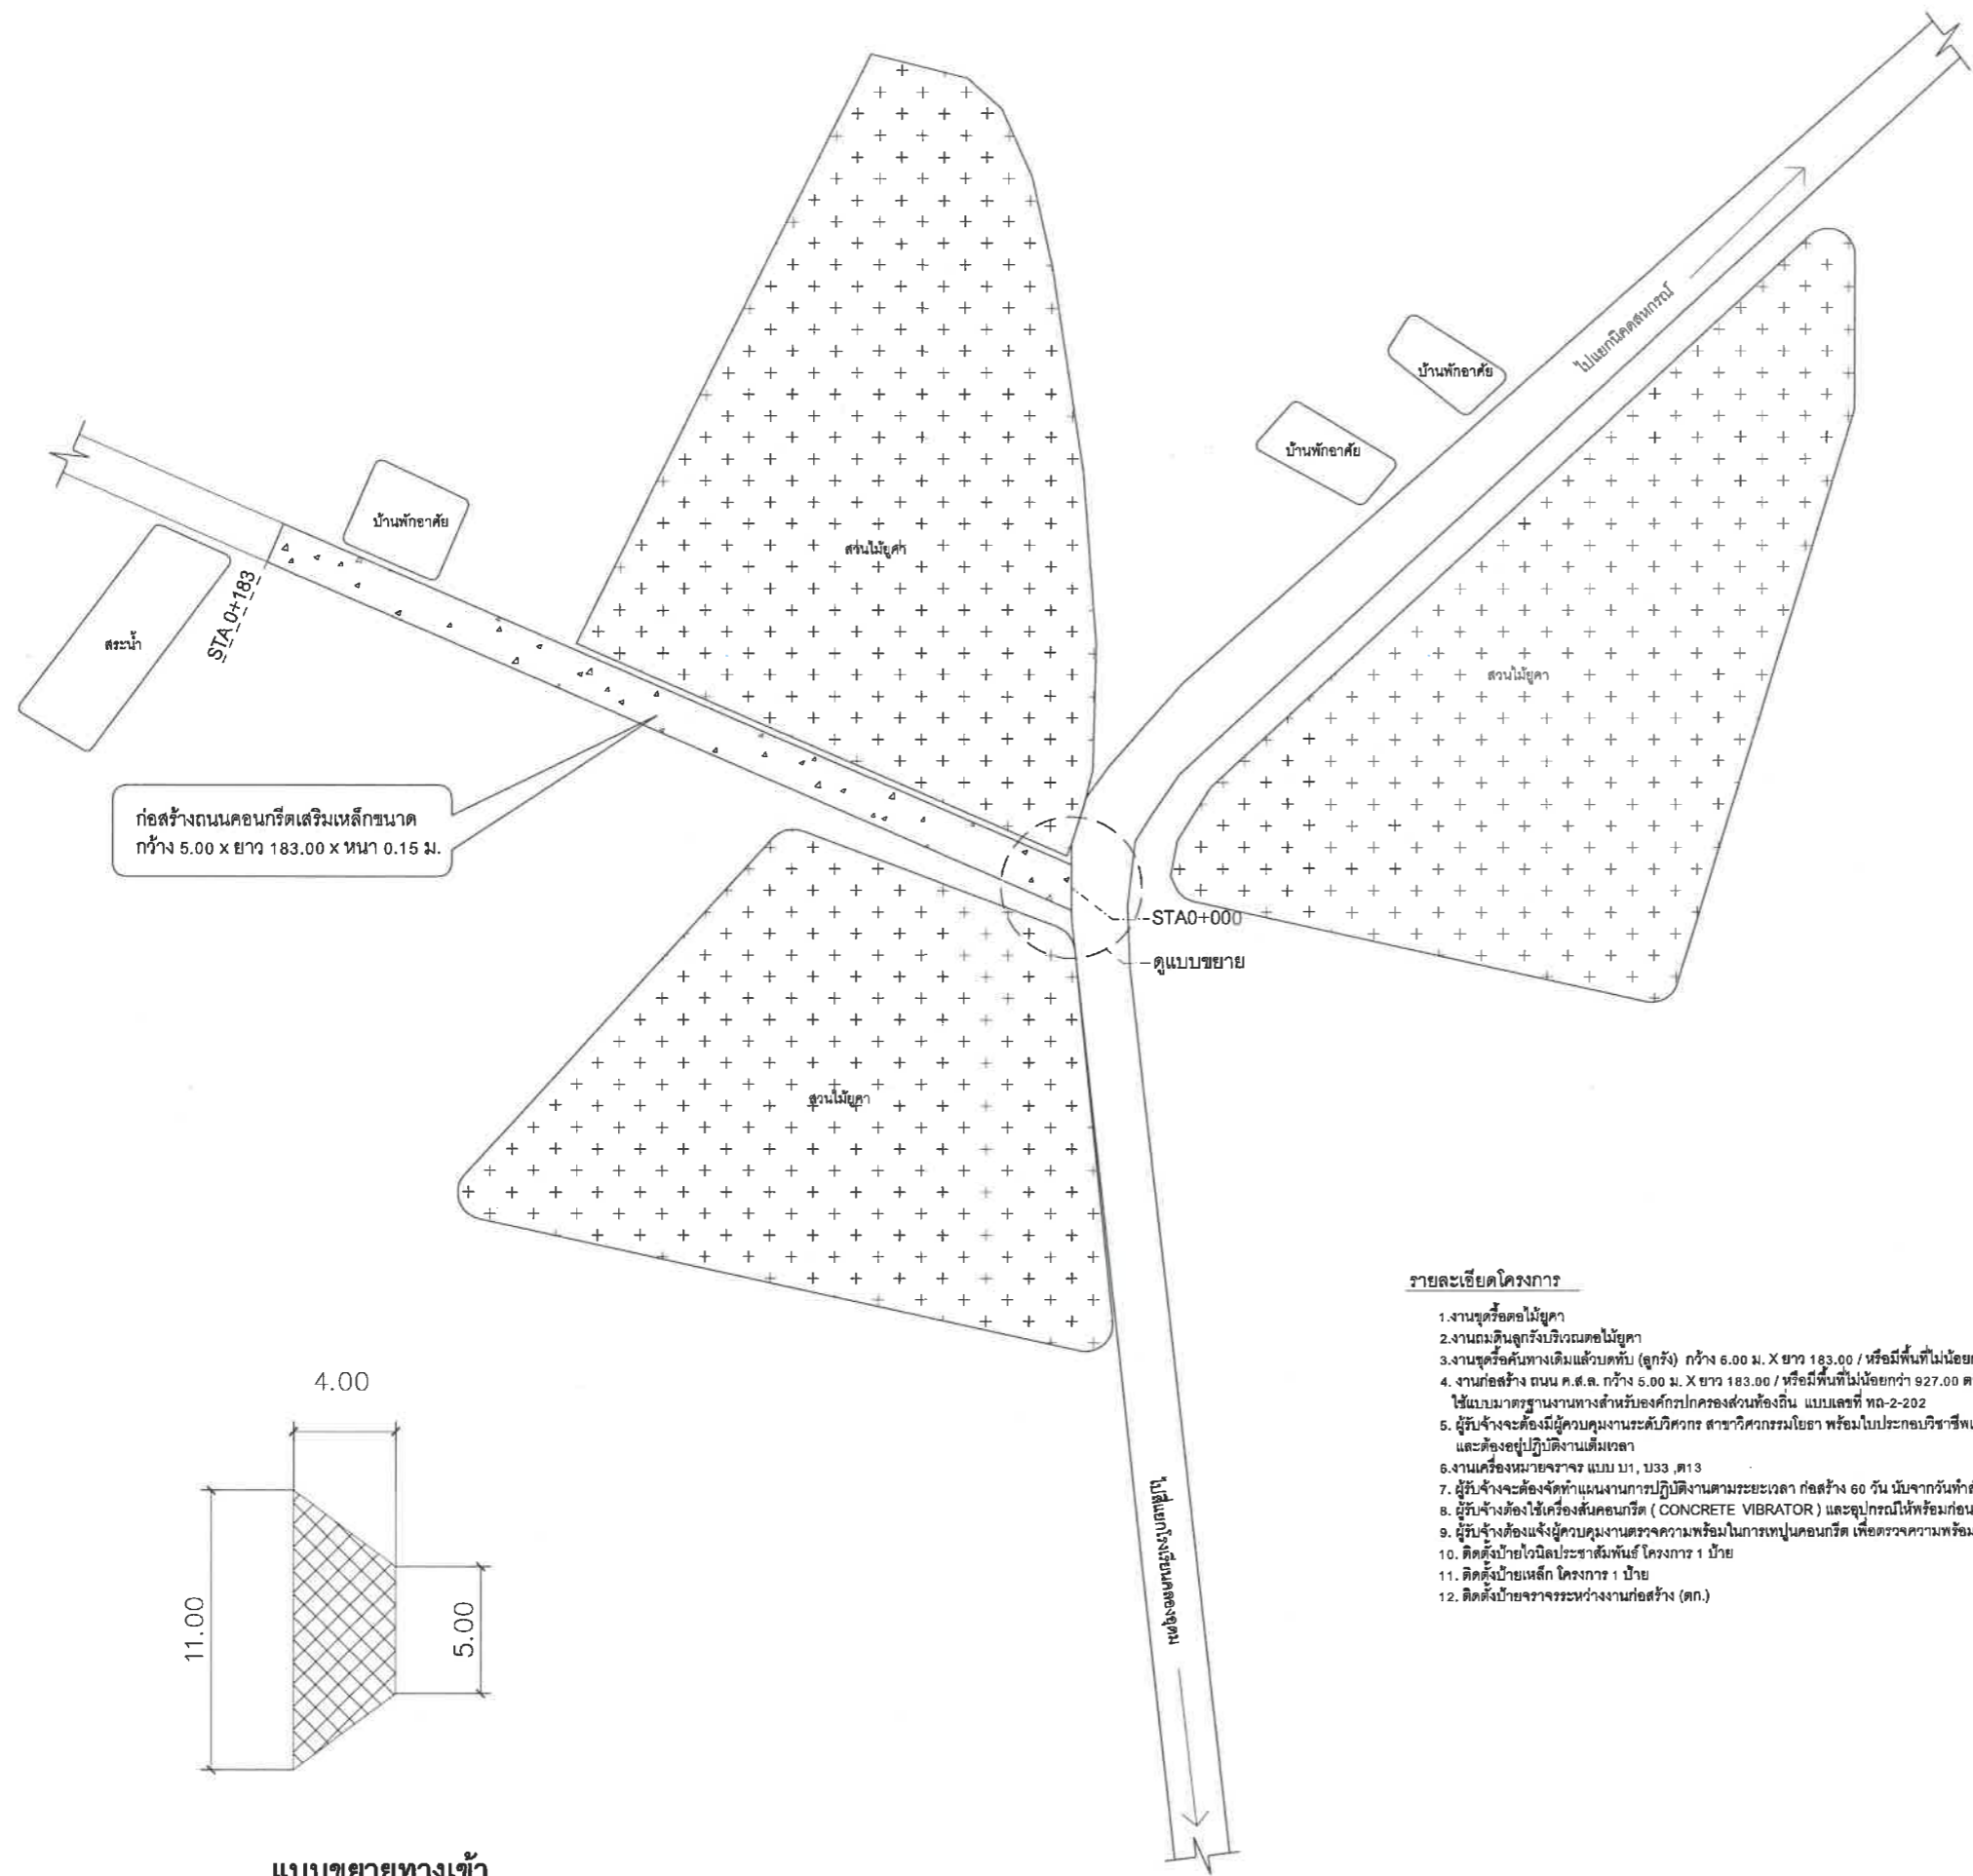 ไปแยกนิคดสหกรณ์
บ้านพักอาศัย
บ้านพักอาศัย
บ้านพักอาศัย
สวนไม้ยูคา
สระน้ำ
STA 0+183
สวนไม้ยูคา
ก่อสร้างถนนคอนกรีตเสริมเหล็กขนาด
กว้าง 5.00 x ยาว 183.00 x หนา 0.15 ม.
STA0+000
ดูแบบขยาย
สวนไม้ยูคา
ไปสี่แยกโรงเรียนคลองอุดม
รายละเอียดโครงการ
1.งานขุดรื้อตอไม้ยูคา
2.งานถมดินลูกรังบริเวณตอไม้ยูคา
3.งานขุดรื้อคันทางเดิมแล้วบดทับ (ลูกรัง) กว้าง 6.00 ม. X ยาว 183.00 / หรือมีพื้นที่ไม่น้อย
4. งานก่อสร้าง ถนน ค.ส.ล. กว้าง 5.00 ม. X ยาว 183.00 / หรือมีพื้นที่ไม่น้อยกว่า 927.00 ต
ใช้แบบมาตรฐานงานทางสำหรับองค์กรปกครองส่วนท้องถิ่น แบบเลขที่ ทถ-2-202
5. ผู้รับจ้างจะต้องมีผู้ควบคุมงานระดับวิศวกร สาขาวิศวกรรมโยธา พร้อมใบประกอบวิชาชีพ
และต้องอยู่ปฏิบัติงานเต็มเวลา
6.งานเครื่องหมายจราจร แบบ บ1, บ33 ,ต13
7. ผู้รับจ้างจะต้องจัดทำแผนงานการปฏิบัติงานตามระยะเวลา ก่อสร้าง 60 วัน นับจากวันทำ
8. ผู้รับจ้างต้องใช้เครื่องสั่นคอนกรีต ( CONCRETE VIBRATOR ) และอุปกรณ์ให้พร้อมก่อน
9. ผู้รับจ้างต้องแจ้งผู้ควบคุมงานตรวจความพร้อมในการเทปูนคอนกรีต เพื่อตรวจความพร้อม
10. ติดตั้งป้ายไวนิลประชาสัมพันธ์ โครงการ 1 ป้าย
11. ติดตั้งป้ายเหล็ก โครงการ 1 ป้าย
12. ติดตั้งป้ายจราจรระหว่างงานก่อสร้าง (ตก.)
4.00
11.00
5.00
แบบขยายทางเข้า